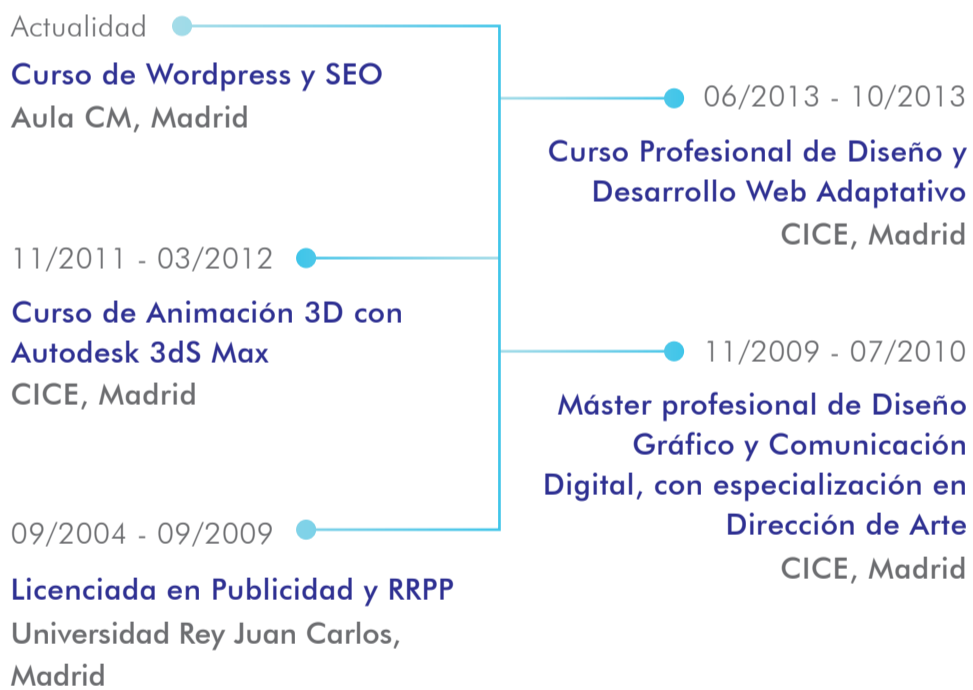 Actualidad
Curso de Wordpress y SEO
Aula CM, Madrid
06/2013 - 10/2013
Curso Profesional de Diseño y
Desarrollo Web Adaptativo
CICE, Madrid
11/2011 - 03/2012
Curso de Animación 3D con
Autodesk 3dS Max
CICE, Madrid
11/2009 - 07/2010
Máster profesional de Diseño
Gráfico y Comunicación
Digital, con especialización en
Dirección de Arte
CICE, Madrid
09/2004 - 09/2009
Licenciada en Publicidad y RRPP
Universidad Rey Juan Carlos,
Madrid